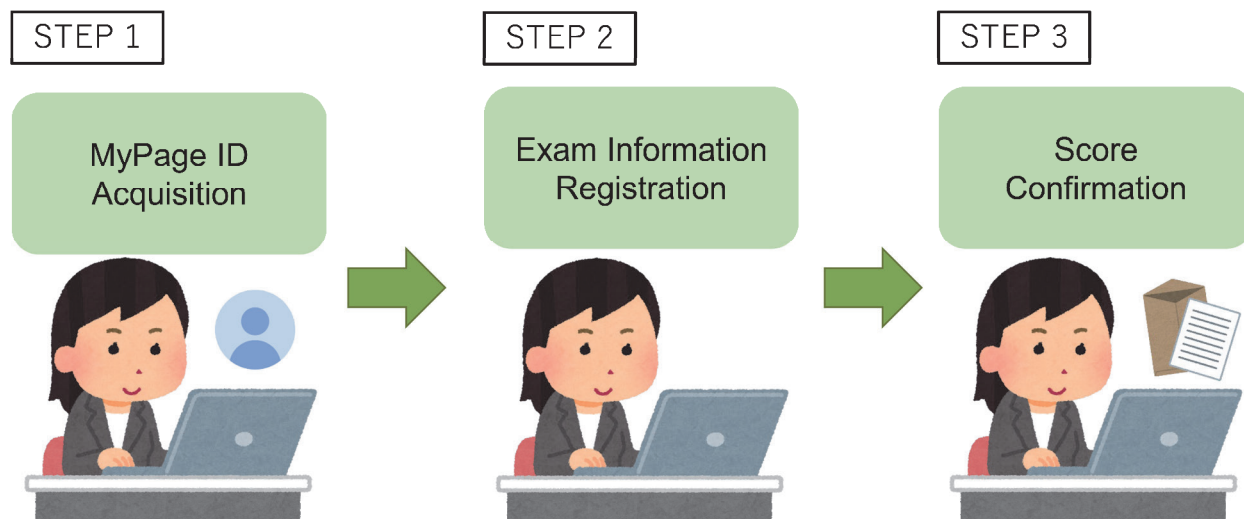 STEP 1
MyPage ID
Acquisition
STEP 2
Exam Information
Registration
STEP 3
Score
Confirmation